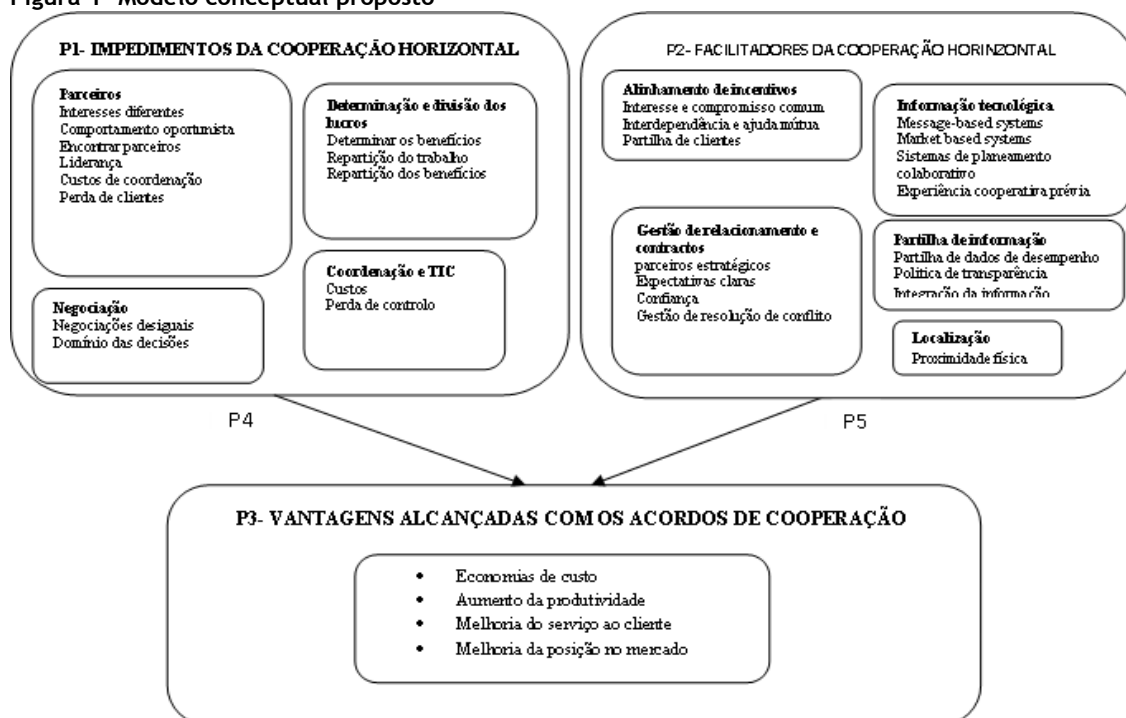 Figura 1- Modelo conceptual proposto
P1- IMPEDIMENTOS DA COOPERAÇÃO HORIZONTAL
Parceiros
Interesses diferentes
Comportamento oportunista
Encontrar parceiros
Liderança
Custos de coordenação
Perda de clientes
Determinação e divisão dos
lucros
Determinar os benefícios
Repartição do trabalho
Repartição dos benefícios
Negociação
Negociações desiguais
Domínio das decisões
Coordenação e TIC
Custos
Perda de controlo
P2- FACILITADORES DA COOPERAÇÃO HORINZONTAL
Alinhamento de incentivos
Interesse e compromisso comum
Interdependência e ajuda mútua
Partilha de clientes
Informação tecnológica
Message-based systems
Market based systems
Sistemas de planeamento
colaborativo
Experiência cooperativa prévia
Gestão de relacionamento e
contractos
parceiros estratégicos
Expectativas claras
Confiança
Gestão de resolução de conflito
Partilha de informação
Partilha de dados de desempenho
Política de transparência
Integração da informação
Localização
Proximidade física
P4
P5
P3- VANTAGENS ALCANÇADAS COM OS ACORDOS DE COOPERAÇÃO
• Economias de custo
• Aumento da produtividade
• Melhoria do serviço ao cliente
• Melhoria da posição no mercado